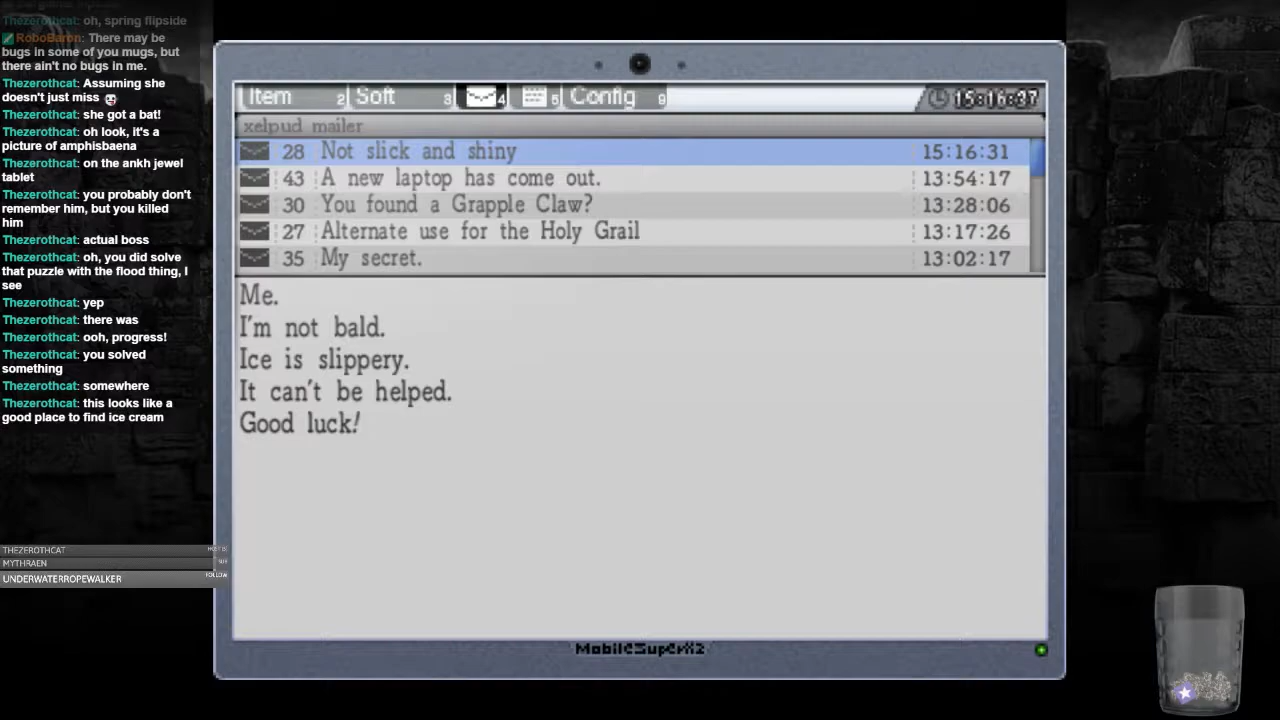 Thezerothcat: oh, spring flipside
RoboBaron: There may be
bugs in some of you mugs, but
there ain't no bugs in me.
Thezerothcat: Assuming she
doesn't just miss
Thezerothcat: she got a bat!
Thezerothcat: oh look, it's a
picture of amphisbaena
Thezerothcat: on the ankh jewel
tablet
Thezerothcat: you probably don't
remember him, but you killed
him
Thezerothcat: actual boss
Thezerothcat: oh, you did solve
that puzzle with the flood thing, I
see
Thezerothcat: yep
Thezerothcat: there was
Thezerothcat: ooh, progress!
Thezerothcat: you solved
something
Thezerothcat: somewhere
Thezerothcat: this looks like a
good place to find ice cream
THEZEROTHCAT
MYTHRAEN
UNDERWATERROPEWALKER FOLLOW
Item 2 Soft 3 4 5 Config 9 15:16:37
xelpud mailer
28 Not slick and shiny 15:16:31
43 A new laptop has come out. 13:54:17
30 You found a Grapple Claw? 13:28:06
27 Alternate use for the Holy Grail 13:17:26
35 My secret. 13:02:17
Me.
I'm not bald.
Ice is slippery.
It can't be helped.
Good luck!
MobileSuperX2